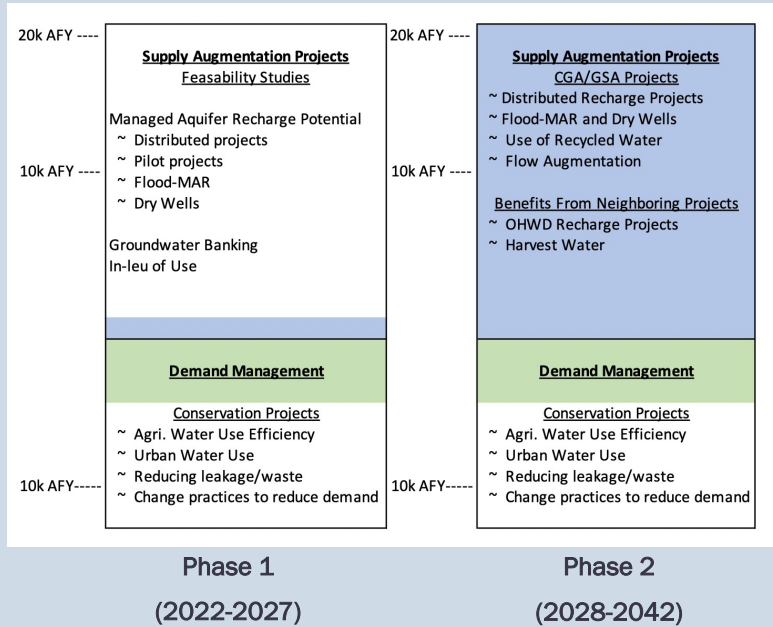 20k AFY ----
Supply Augmentation Projects
Feasability Studies
Managed Aquifer Recharge Potential
~ Distributed projects
~ Pilot projects
10k AFY ----
~ Flood-MAR
~ Dry Wells
Groundwater Banking
In-leu of Use
Demand Management
Conservation Projects
~ Agri. Water Use Efficiency
~ Urban Water Use
~ Reducing leakage/waste
10k AFY-----
~ Change practices to reduce demand
Phase 1
(2022-2027)
20k AFY ----
Supply Augmentation Projects
CGA/GSA Projects
~ Distributed Recharge Projects
~ Flood-MAR and Dry Wells
~ Use of Recycled Water
10k AFY ----
~ Flow Augmentation
Benefits From Neighboring Projects
~ OHWD Recharge Projects
~ Harvest Water
Demand Management
Conservation Projects
~ Agri. Water Use Efficiency
~ Urban Water Use
~ Reducing leakage/waste
10k AFY-----
~ Change practices to reduce demand
Phase 2
(2028-2042)